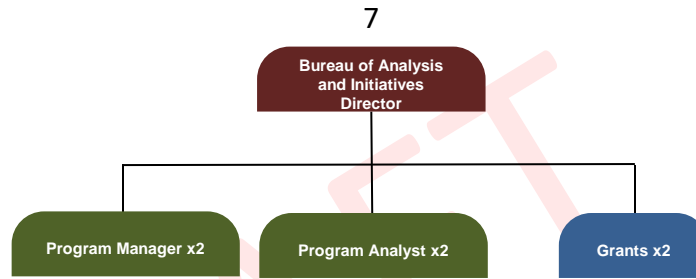 7
Bureau of Analysis
and Initiatives
Director
Program Manager x2
Program Analyst x2
Grants x2